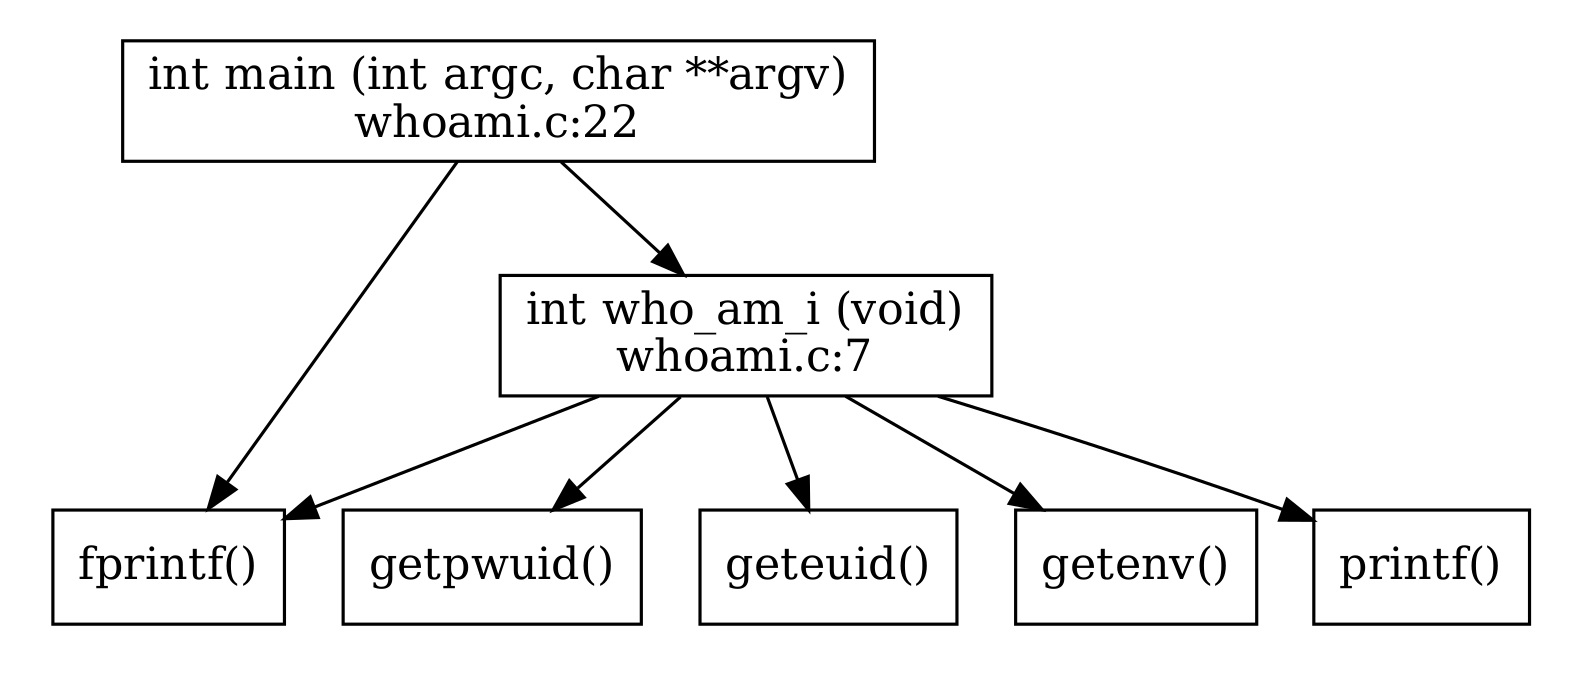 int main (int argc, char **argv)
whoami.c:22
int who_am_i (void)
whoami.c:7
fprintf()
getpwuid()
geteuid()
getenv()
printf()